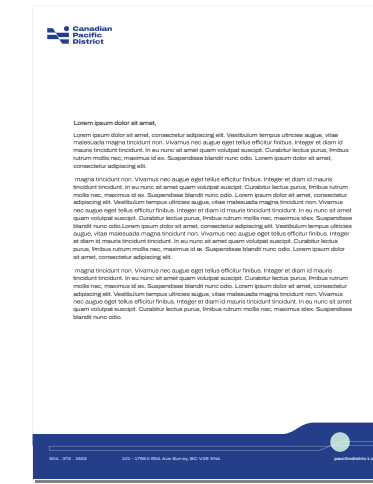 Canadian
Pacific
District
Lorem ipsum dolor sit amet,
Lorem ipsum dolor sit amet, consectetur adipiscing elit. Vestibulum tempus ultricies augue, vitae
malesuada magna tincidunt non. Vivamus nec augue eget tellus efficitur finibus. Integer et diam id
mauris tincidunt tincidunt. In eu nunc sit amet quam volutpat suscipit. Curabitur lectus purus, finibus
rutrum mollis nec, maximus id ex. Suspendisse blandit nunc odio. Lorem ipsum dolor sit amet,
consectetur adipiscing elit.
magna tincidunt non. Vivamus nec augue eget tellus efficitur finibus. Integer et diam id mauris
tincidunt tincidunt. In eu nunc sit amet quam volutpat suscipit. Curabitur lectus purus, finibus rutrum
mollis nec, maximus id ex. Suspendisse blandit nunc odio. Lorem ipsum dolor sit amet, consectetur
adipiscing elit. Vestibulum tempus ultricies augue, vitae malesuada magna tincidunt non. Vivamus
nec augue eget tellus efficitur finibus. Integer et diam id mauris tincidunt tincidunt. In eu nunc sit amet
quam volutpat suscipit. Curabitur lectus purus, finibus rutrum mollis nec, maximus id ex. Suspendisse
blandit nunc odio.Lorem ipsum dolor sit amet, consectetur adipiscing elit. Vestibulum tempus ultricies
augue, vitae malesuada magna tincidunt non. Vivamus nec augue eget tellus efficitur finibus. Integer
et diam id mauris tincidunt tincidunt. In eu nunc sit amet quam volutpat suscipit. Curabitur lectus
purus, finibus rutrum mollis nec, maximus id ex. Suspendisse blandit nunc odio. Lorem ipsum dolor
sit amet, consectetur adipiscing elit.
magna tincidunt non. Vivamus nec augue eget tellus efficitur finibus. Integer et diam id mauris
tincidunt tincidunt. In eu nunc sit amet quam volutpat suscipit. Curabitur lectus purus, finibus rutrum
mollis nec, maximus id ex. Suspendisse blandit nunc odio. Lorem ipsum dolor sit amet, consectetur
adipiscing elit. Vestibulum tempus ultricies augue, vitae malesuada magna tincidunt non. Vivamus
nec augue eget tellus efficitur finibus. Integer et diam id mauris tincidunt tincidunt. In eu nunc sit amet
quam volutpat suscipit. Curabitur lectus purus, finibus rutrum mollis nec, maximus id ex. Suspendisse
blandit nunc odio.